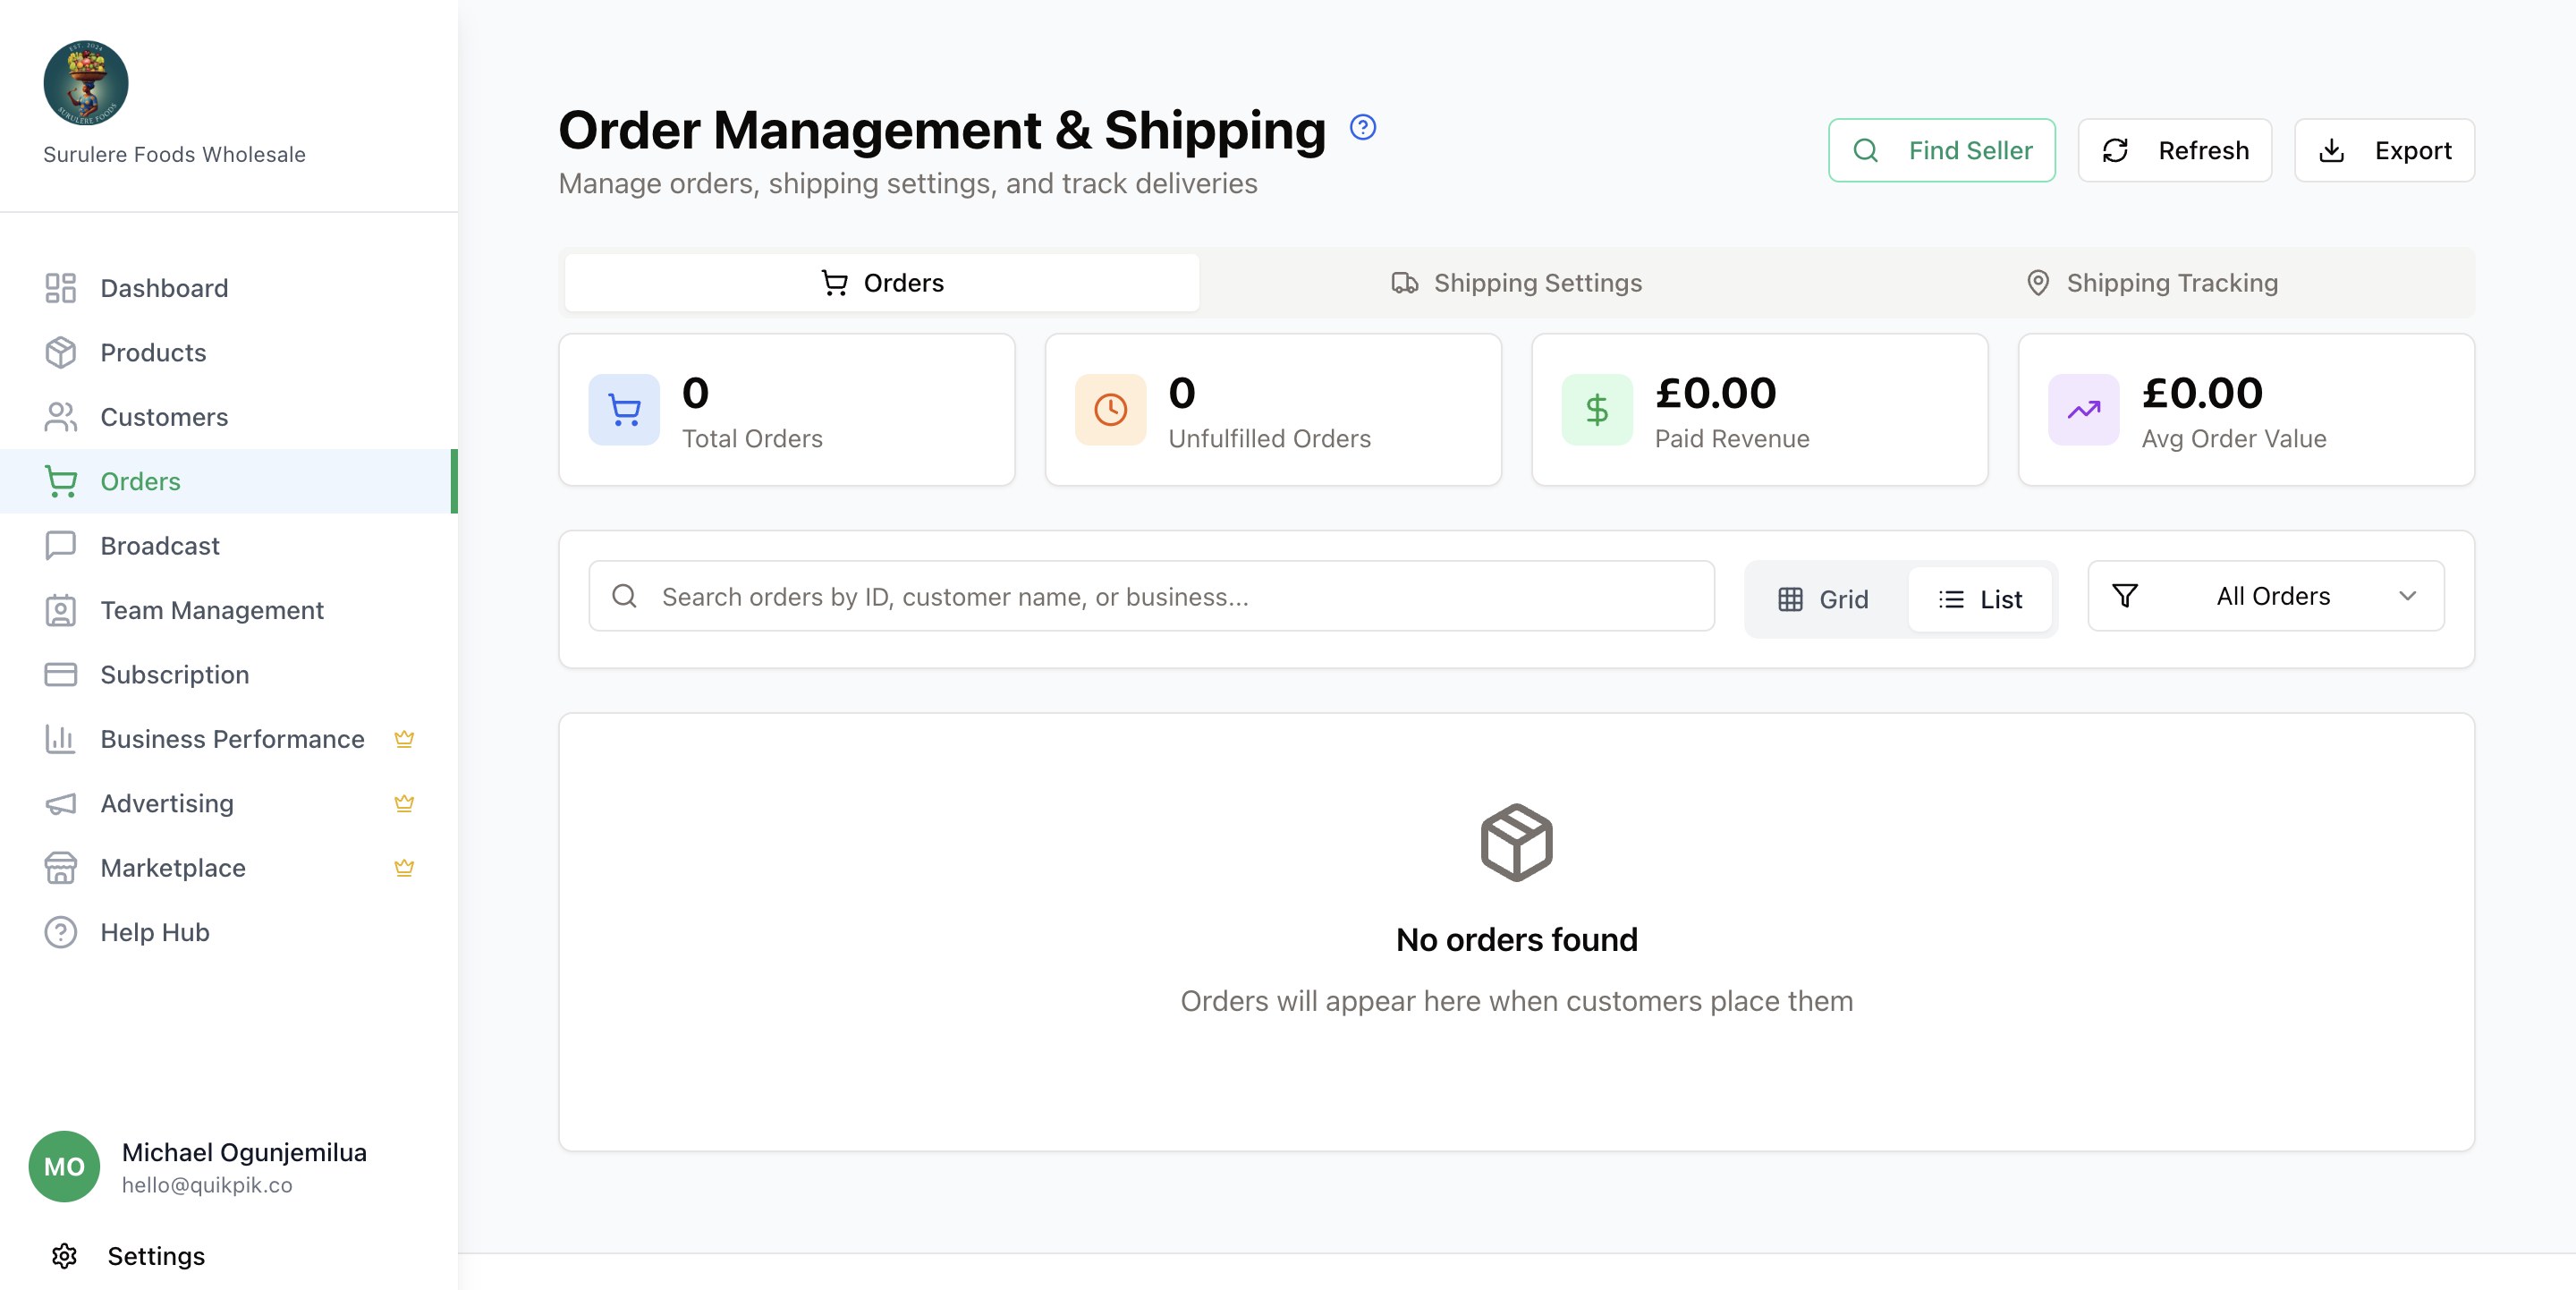 EST. 2024
SURULERE FOODS
Surulere Foods Wholesale
Dashboard
Products
Customers
Orders
Broadcast
Team Management
Subscription
Business Performance
Advertising
Marketplace
Help Hub
MO
Michael Ogunjemilua
hello@quikpik.co
Settings
Order Management & Shipping
Manage orders, shipping settings, and track deliveries
Find Seller
Refresh
Export
Orders
Shipping Settings
Shipping Tracking
0
Total Orders
0
Unfulfilled Orders
£0.00
Paid Revenue
£0.00
Avg Order Value
Search orders by ID, customer name, or business...
Grid
List
All Orders
No orders found
Orders will appear here when customers place them